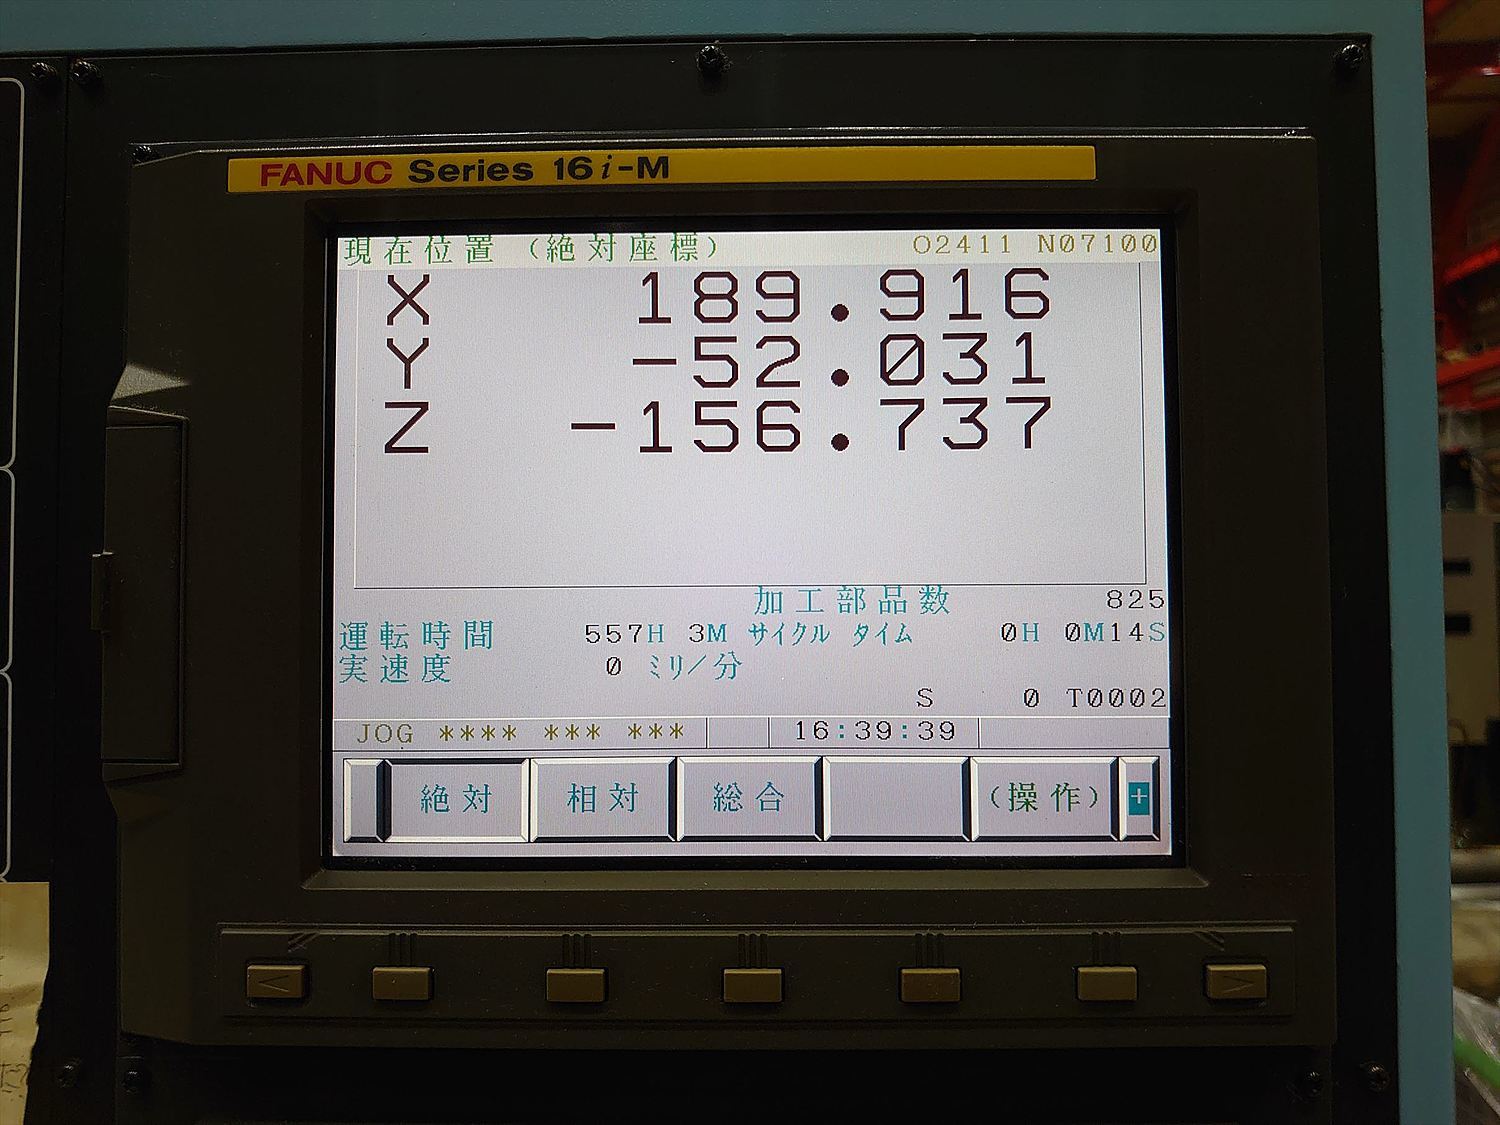 FANUC Series 16i-M
現在位置 (絶対座標) O2411 N07100
X 189.916
Y -52.031
Z -156.737
加工部品数 825
運転時間 557H 3M サイクル タイム 0H 0M14S
実速度 0 ミリ/分
S 0 T0002
JOG **** *** *** 16:39:39
絶対 相対 総合 (操作) +
< >